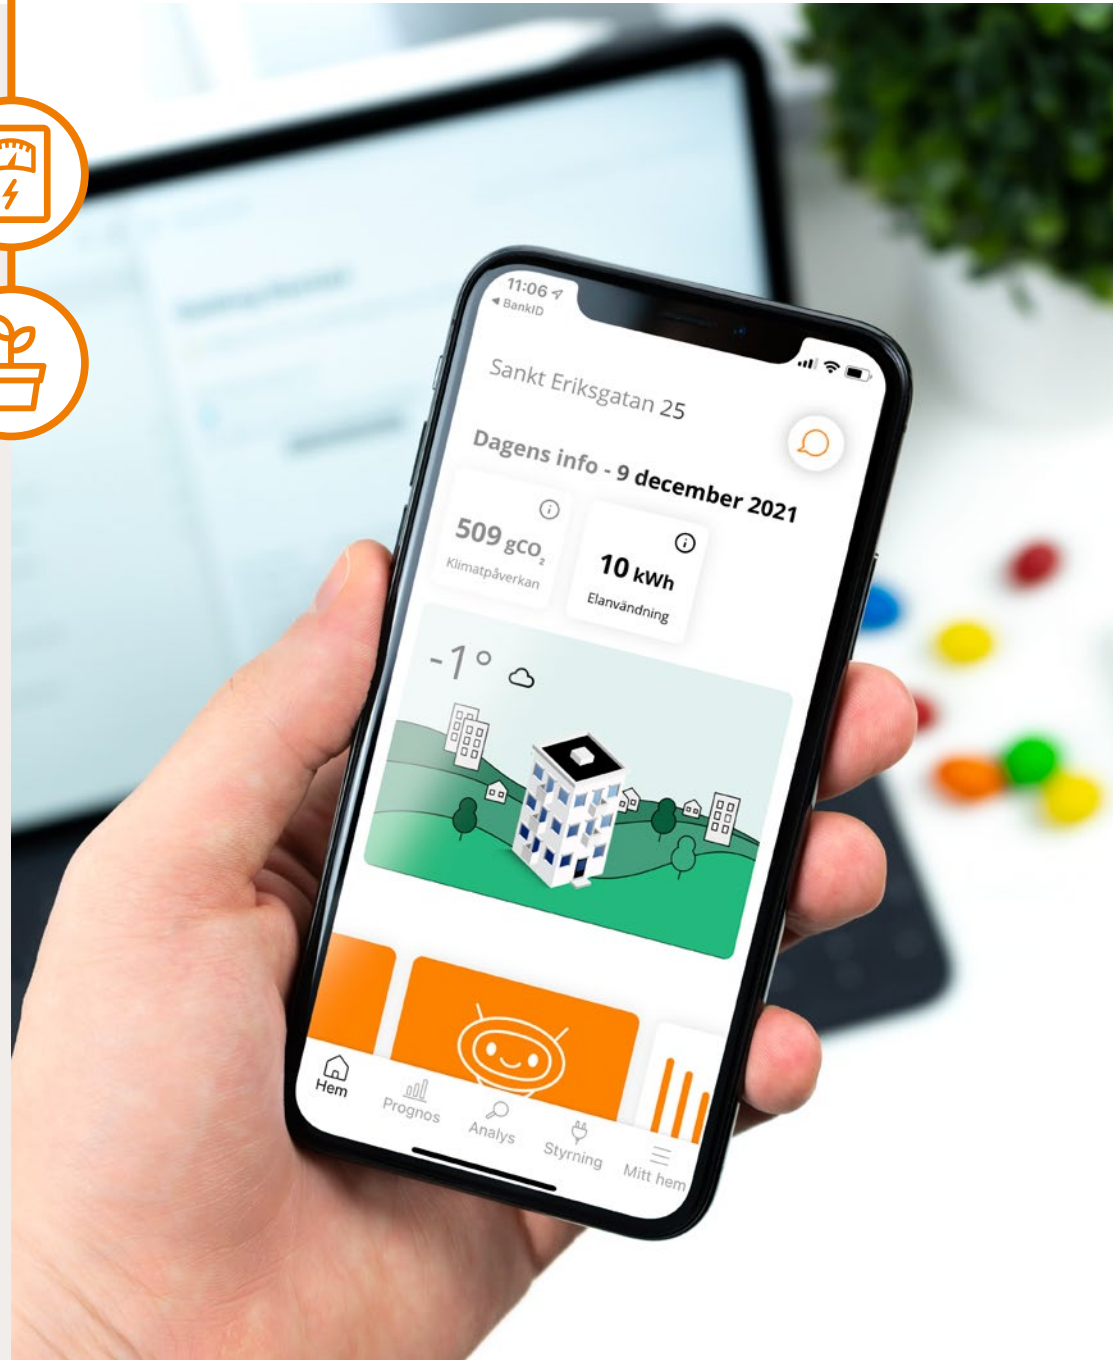 11:06
BankID
Sankt Eriksgatan 25
Dagens info - 9 december 2021
509 gCO₂
Klimatpåverkan
10 kWh
Elanvändning
-1°
Hem
Prognos
Analys
Styrning
Mitt hem